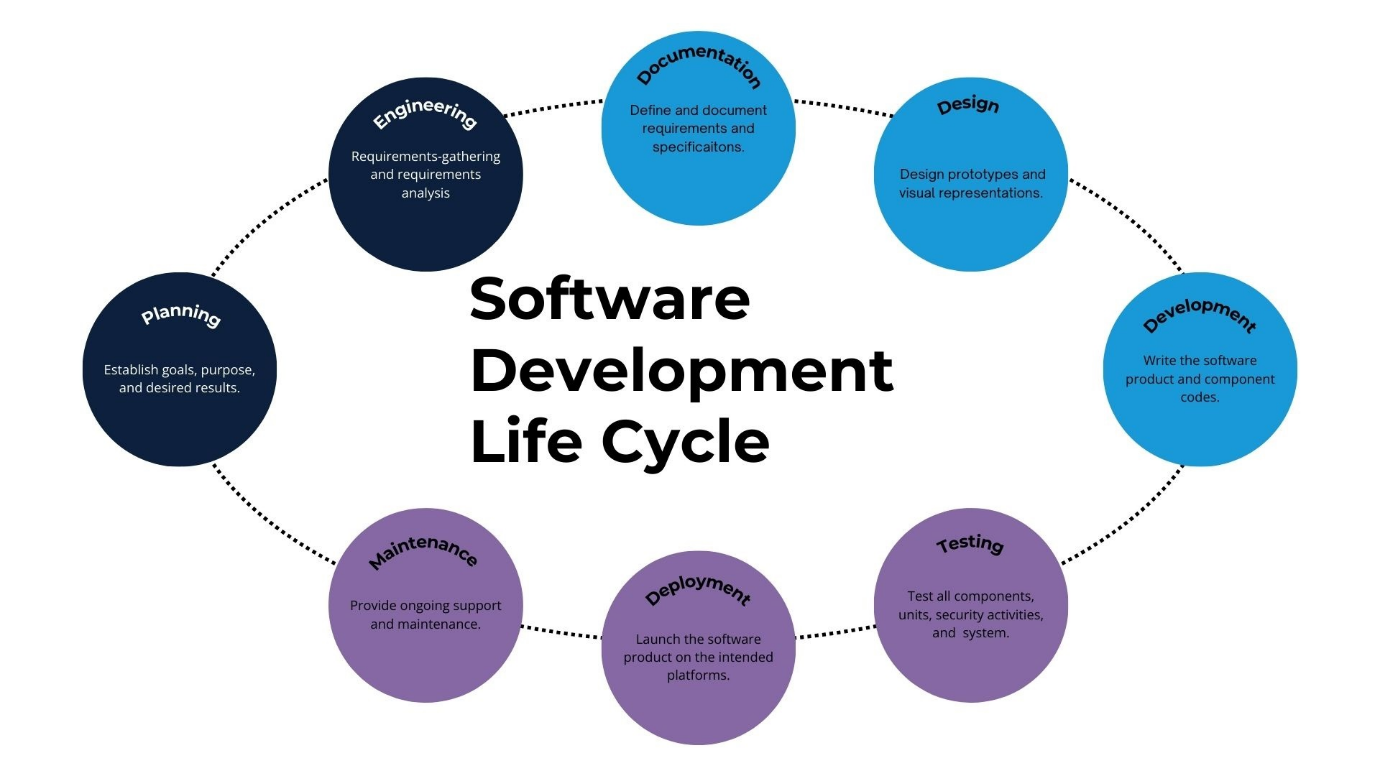 Software
Development
Life Cycle
Planning
Establish goals, purpose,
and desired results.
Engineering
Requirements-gathering
and requirements
analysis
Documentation
Define and document
requirements and
specificaitons.
Design
Design prototypes and
visual representations.
Development
Write the software
product and component
codes.
Testing
Test all components,
units, security activities,
and system.
Deployment
Launch the software
product on the intended
platforms.
Maintenance
Provide ongoing support
and maintenance.